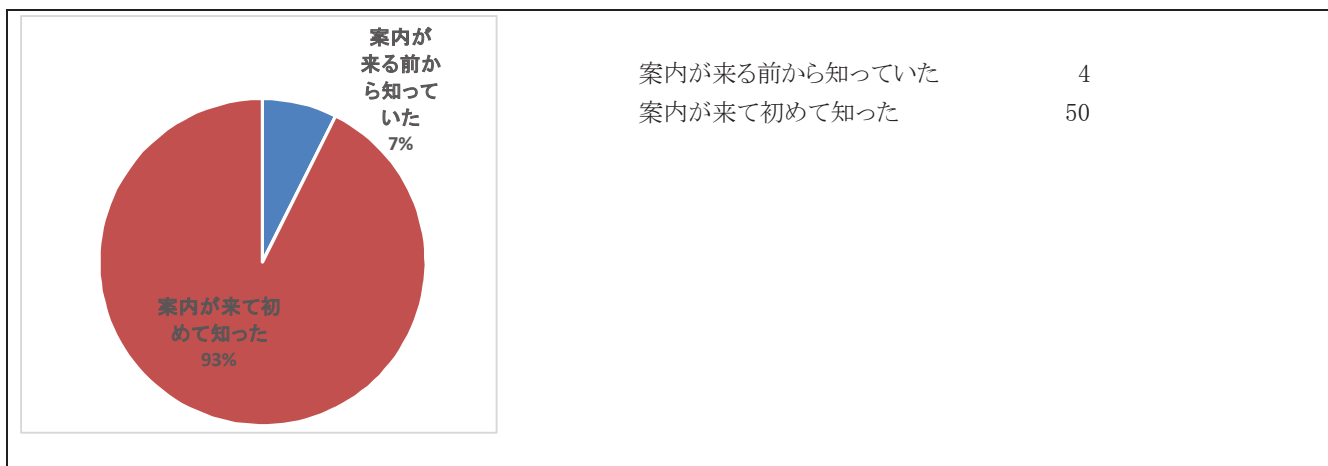 案内が
来る前か
ら知って
いた
7%
案内が来て初
めて知った
93%
案内が来る前から知っていた 4
案内が来て初めて知った 50